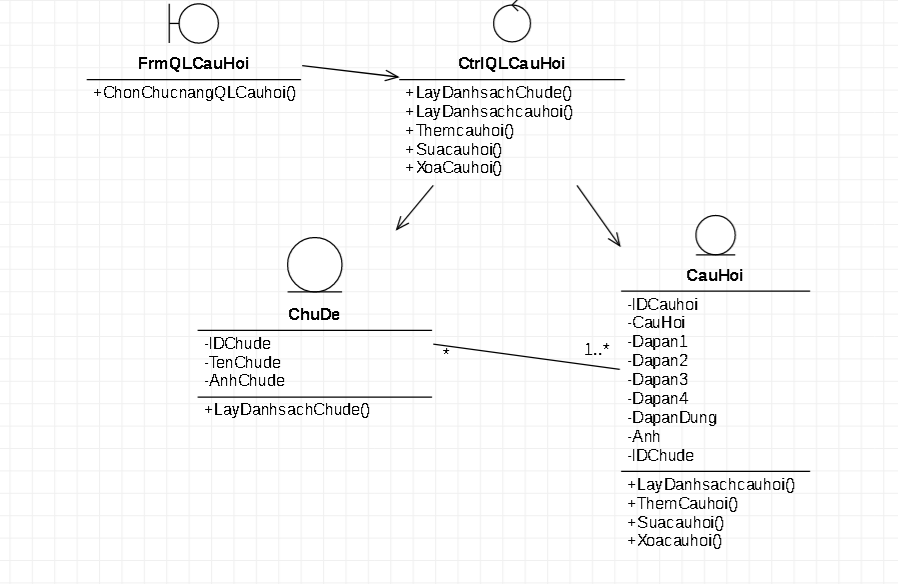 FrmQLCauHoi
+ChonChucnangQLCauhoi()
CtrlQLCauHoi
+LayDanhsachChude()
+LayDanhsachcauhoi()
+Themcauhoi()
+Suacauhoi()
+XoaCauhoi()
ChuDe
-IDChude
-TenChude
-AnhChude
+LayDanhsachChude()
*
1..*
CauHoi
-IDCauhoi
-CauHoi
-Dapan1
-Dapan2
-Dapan3
-Dapan4
-DapanDung
-Anh
-IDChude
+LayDanhsachcauhoi()
+ThemCauhoi()
+Suacauhoi()
+Xoacauhoi()